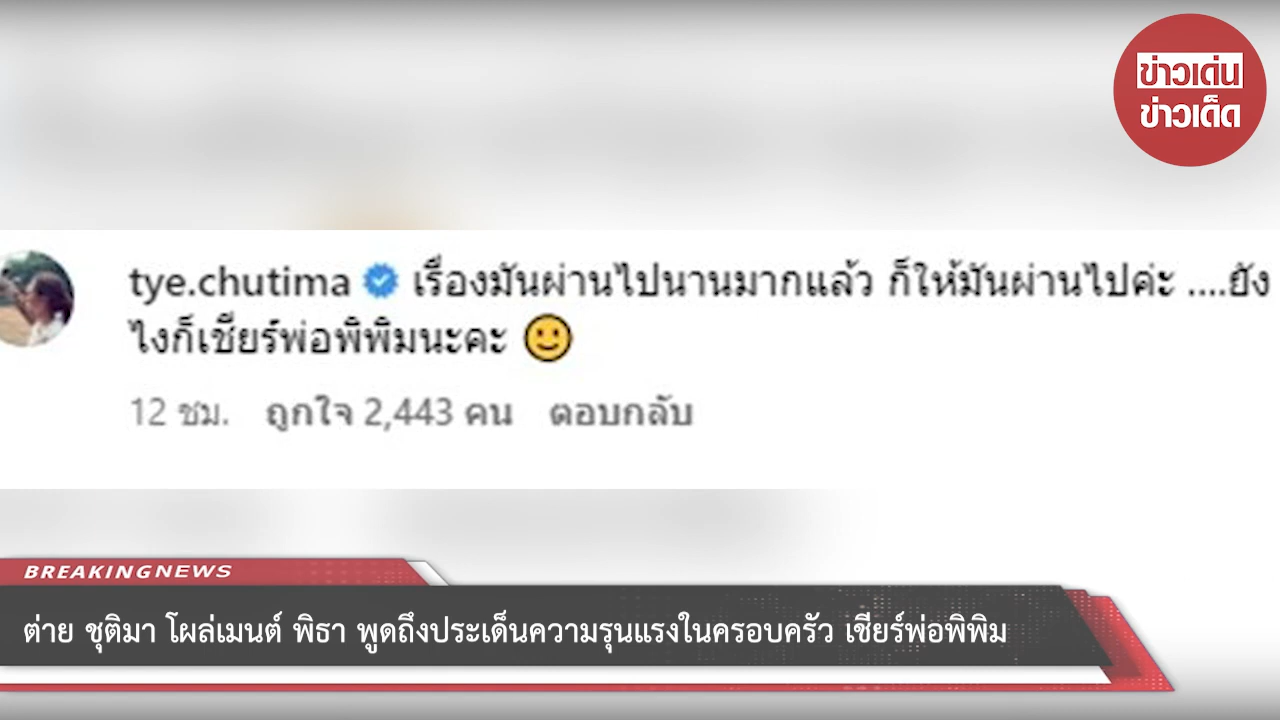 ข่าวเด่น
ข่าวเด็ด
tye.chutima เรื่องมันผ่านไปนานมากแล้ว ก็ให้มันผ่านไปค่ะ ....ยัง
ไงก็เชียร์พ่อพิพิมนะคะ 🙂
12 ชม. ถูกใจ 2,443 คน ตอบกลับ
BREAKING NEWS
ต่าย ชุติมา โผล่เมนต์ พิธา พูดถึงประเด็นความรุนแรงในครอบครัว เชียร์พ่อพิพิม